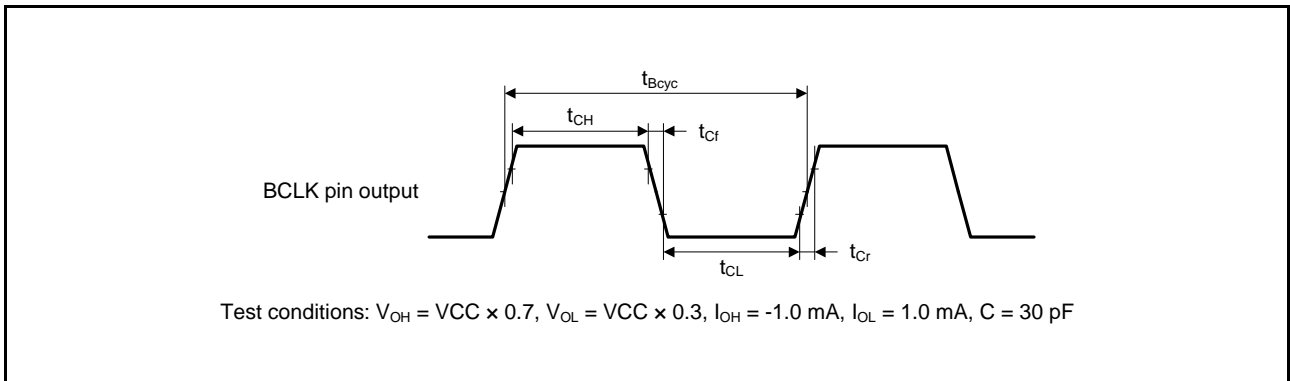 tBcyc
tCH
tCf
BCLK pin output
tCL
tCr
Test conditions: VOH = VCC × 0.7, VOL = VCC × 0.3, IOH = -1.0 mA, IOL = 1.0 mA, C = 30 pF